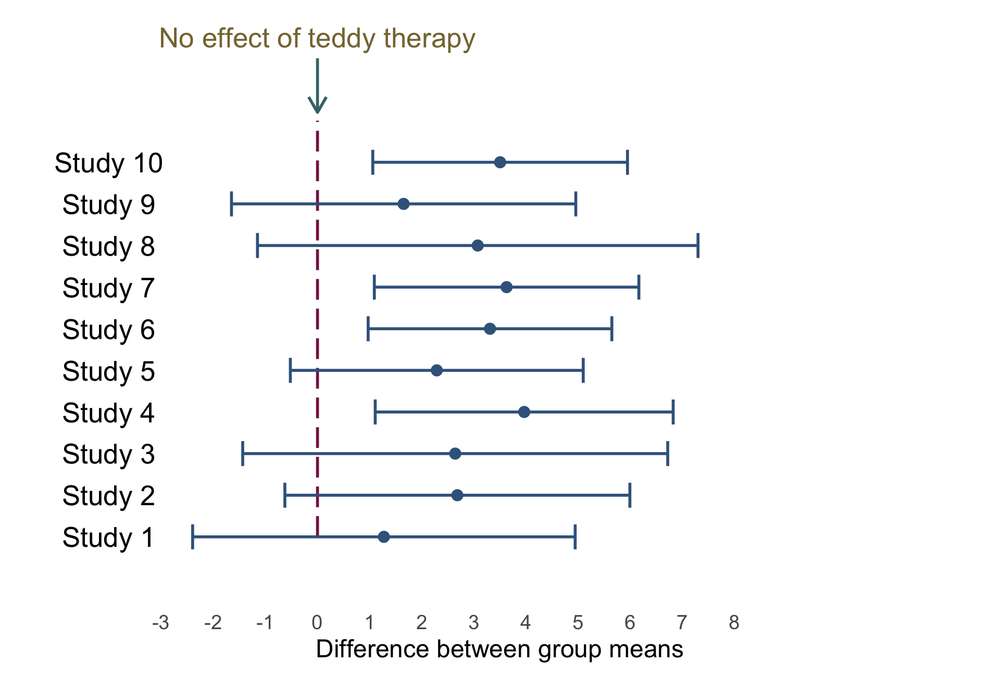 No effect of teddy therapy
Study 10
Study 9
Study 8
Study 7
Study 6
Study 5
Study 4
Study 3
Study 2
Study 1
-3 -2 -1 0 1 2 3 4 5 6 7 8
Difference between group means